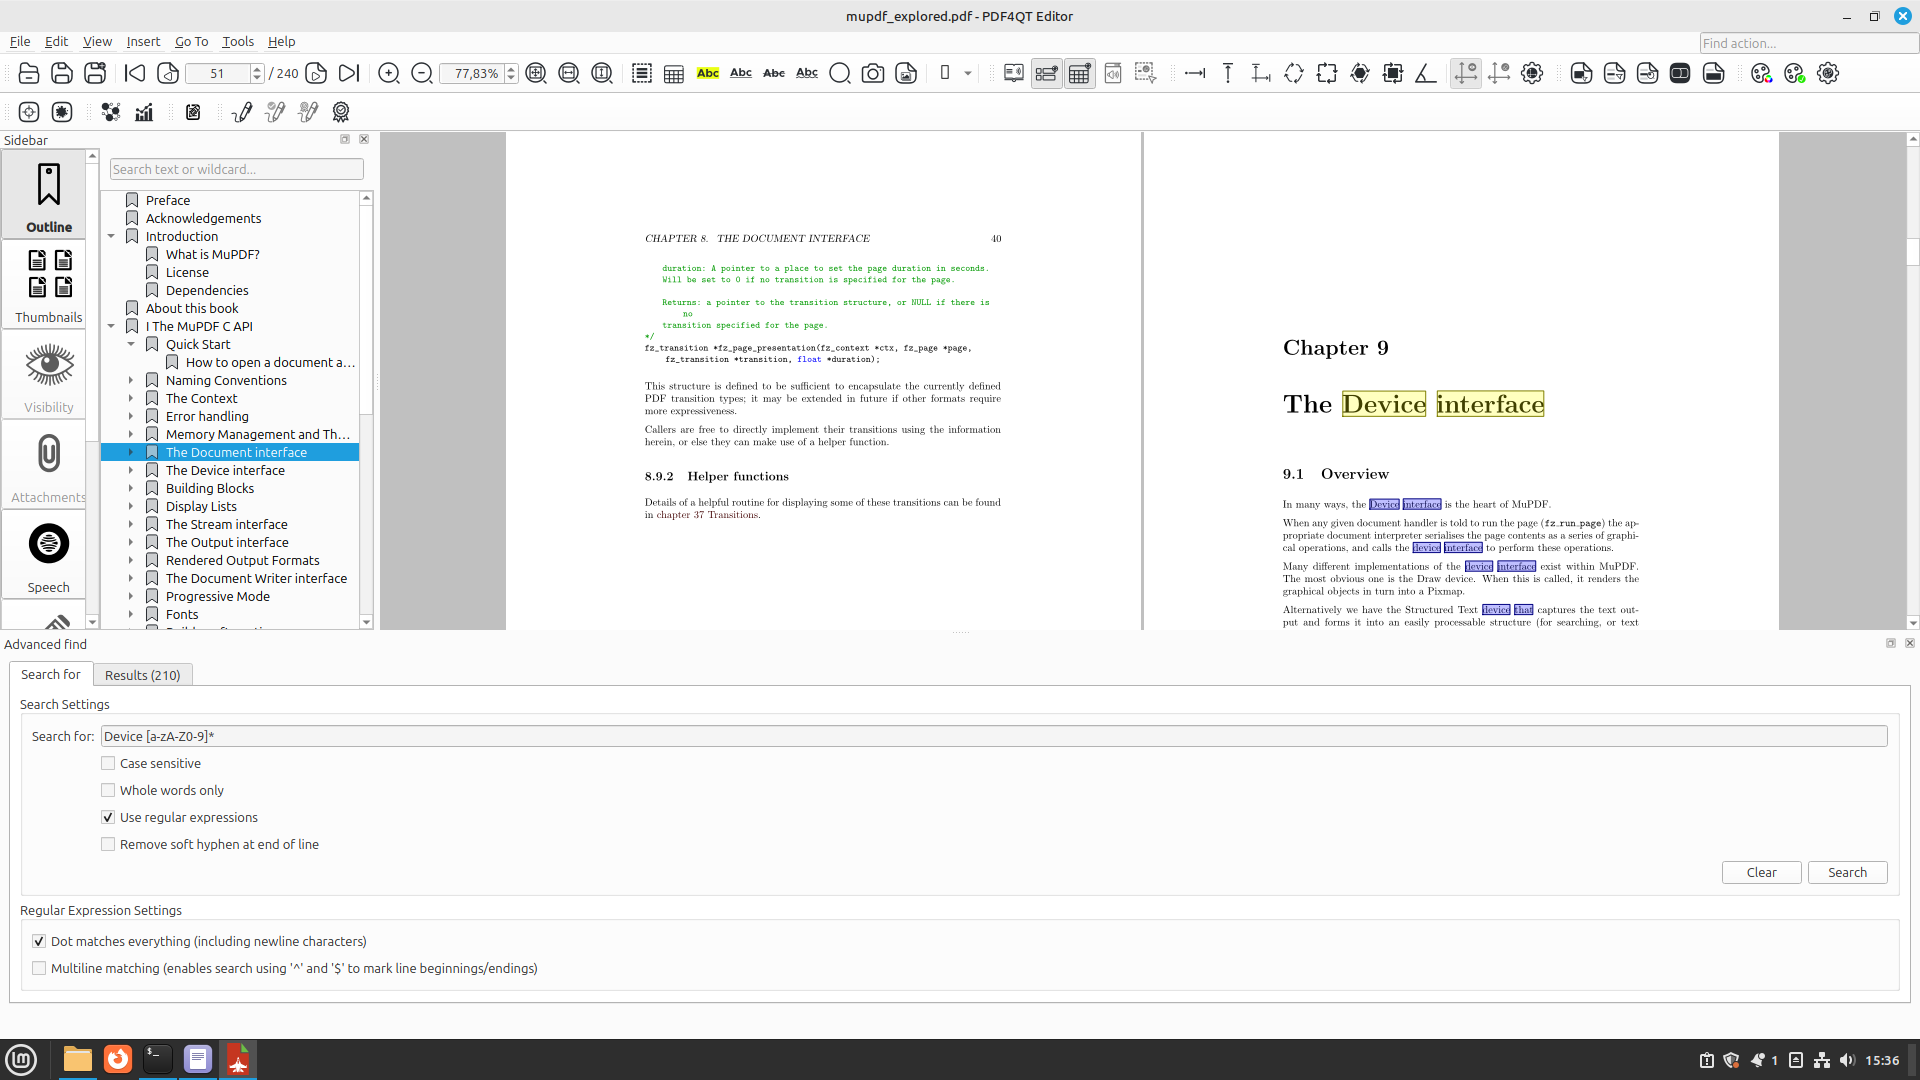 mupdf_explored.pdf - PDF4QT Editor
File Edit View Insert Go To Tools Help
Find action...
51 / 240
77,83%
Abc Abc Abc Abc
Sidebar
Outline
Thumbnails
Visibility
Attachments
Speech
Search text or wildcard...
Preface
Acknowledgements
Introduction
What is MuPDF?
License
Dependencies
About this book
I The MuPDF C API
Quick Start
How to open a document a...
Naming Conventions
The Context
Error handling
Memory Management and Th...
The Document interface
The Device interface
Building Blocks
Display Lists
The Stream interface
The Output interface
Rendered Output Formats
The Document Writer interface
Progressive Mode
Fonts
CHAPTER 8. THE DOCUMENT INTERFACE 40
duration: A pointer to a place to set the page duration in seconds.
Will be set to 0 if no transition is specified for the page.
Returns: a pointer to the transition structure, or NULL if there is
no
transition specified for the page.
*/
fz_transition *fz_page_presentation(fz_context *ctx, fz_page *page,
fz_transition *transition, float *duration);
This structure is defined to be sufficient to encapsulate the currently defined
PDF transition types; it may be extended in future if other formats require
more expressiveness.
Callers are free to directly implement their transitions using the information
herein, or else they can make use of a helper function.
8.9.2 Helper functions
Details of a helpful routine for displaying some of these transitions can be found
in chapter 37 Transitions.
Chapter 9
The Device interface
9.1 Overview
In many ways, the Device interface is the heart of MuPDF.
When any given document handler is told to run the page (fz_run_page) the ap-
propriate document interpreter serialises the page contents as a series of graphi-
cal operations, and calls the device interface to perform these operations.
Many different implementations of the device interface exist within MuPDF.
The most obvious one is the Draw device. When this is called, it renders the
graphical objects in turn into a Pixmap.
Alternatively we have the Structured Text device that captures the text out-
put and forms it into an easily processable structure (for searching, or text
Advanced find
Search for
Results (210)
Search Settings
Search for: Device [a-zA-Z0-9]*
Case sensitive
Whole words only
Use regular expressions
Remove soft hyphen at end of line
Clear Search
Regular Expression Settings
Dot matches everything (including newline characters)
Multiline matching (enables search using '^' and '$' to mark line beginnings/endings)
1 15:36